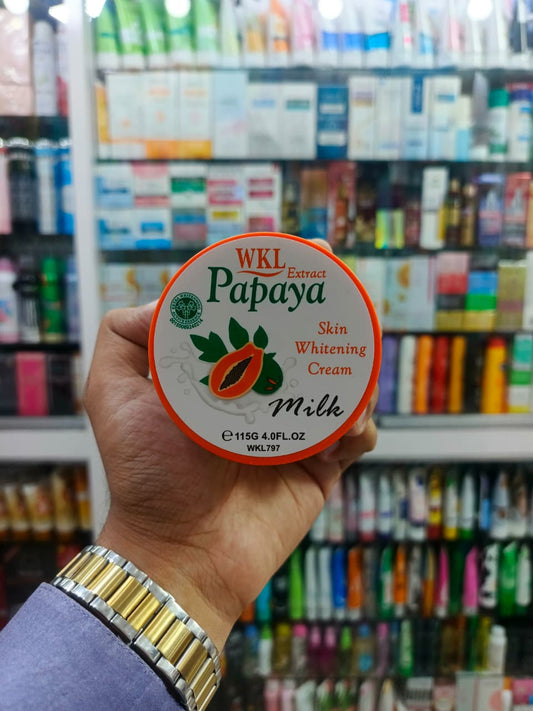 WKL
Extract
Papaya
Skin
Whitening
Cream
Milk
℮ 115G 4.0FL.OZ
WKL797